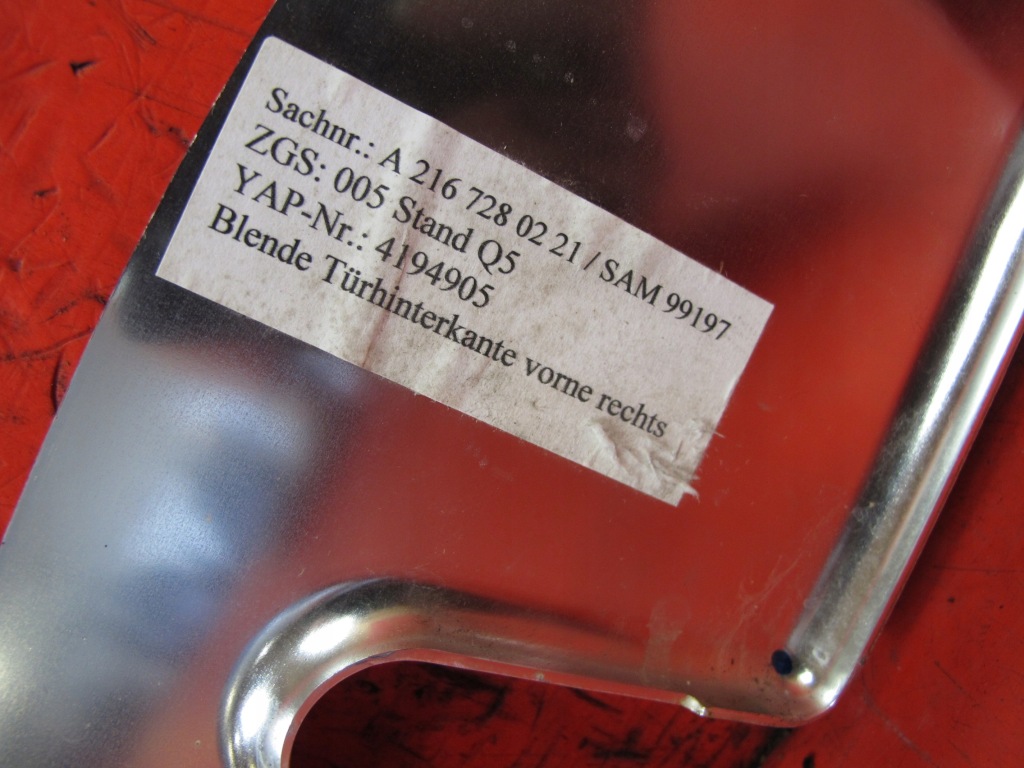 Sachnr.: A 216 728 02 21 / SAM 99197
ZGS: 005 Stand Q5
YAP-Nr.: 4194905
Blende Türhinterkante vorne rechts